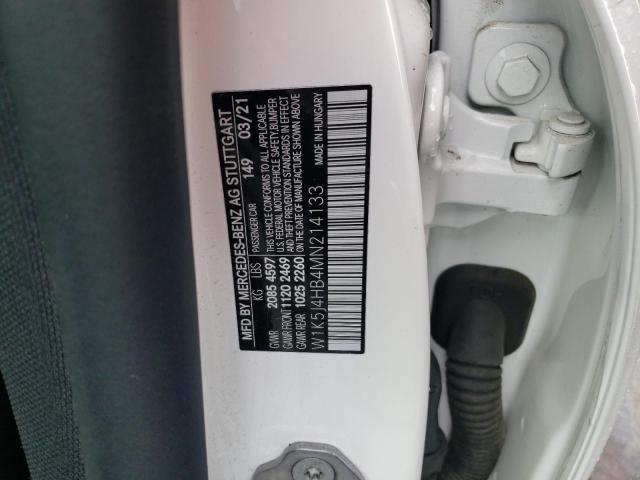 MFD BY MERCEDES-BENZ AG STUTTGART
KG LBS PASSENGER CAR 149 03/21
GVWR 2085 4597 THIS VEHICLE CONFORMS TO ALL APPLICABLE
GAWR FRONT 1120 2469 U.S. FEDERAL MOTOR VEHICLE SAFETY,BUMPER
GAWR REAR 1025 2260 AND THEFT PREVENTION STANDARDS IN EFFECT
ON THE DATE OF MANUFACTURE SHOWN ABOVE
MADE IN HUNGARY
W1K5J4HB4MN214133